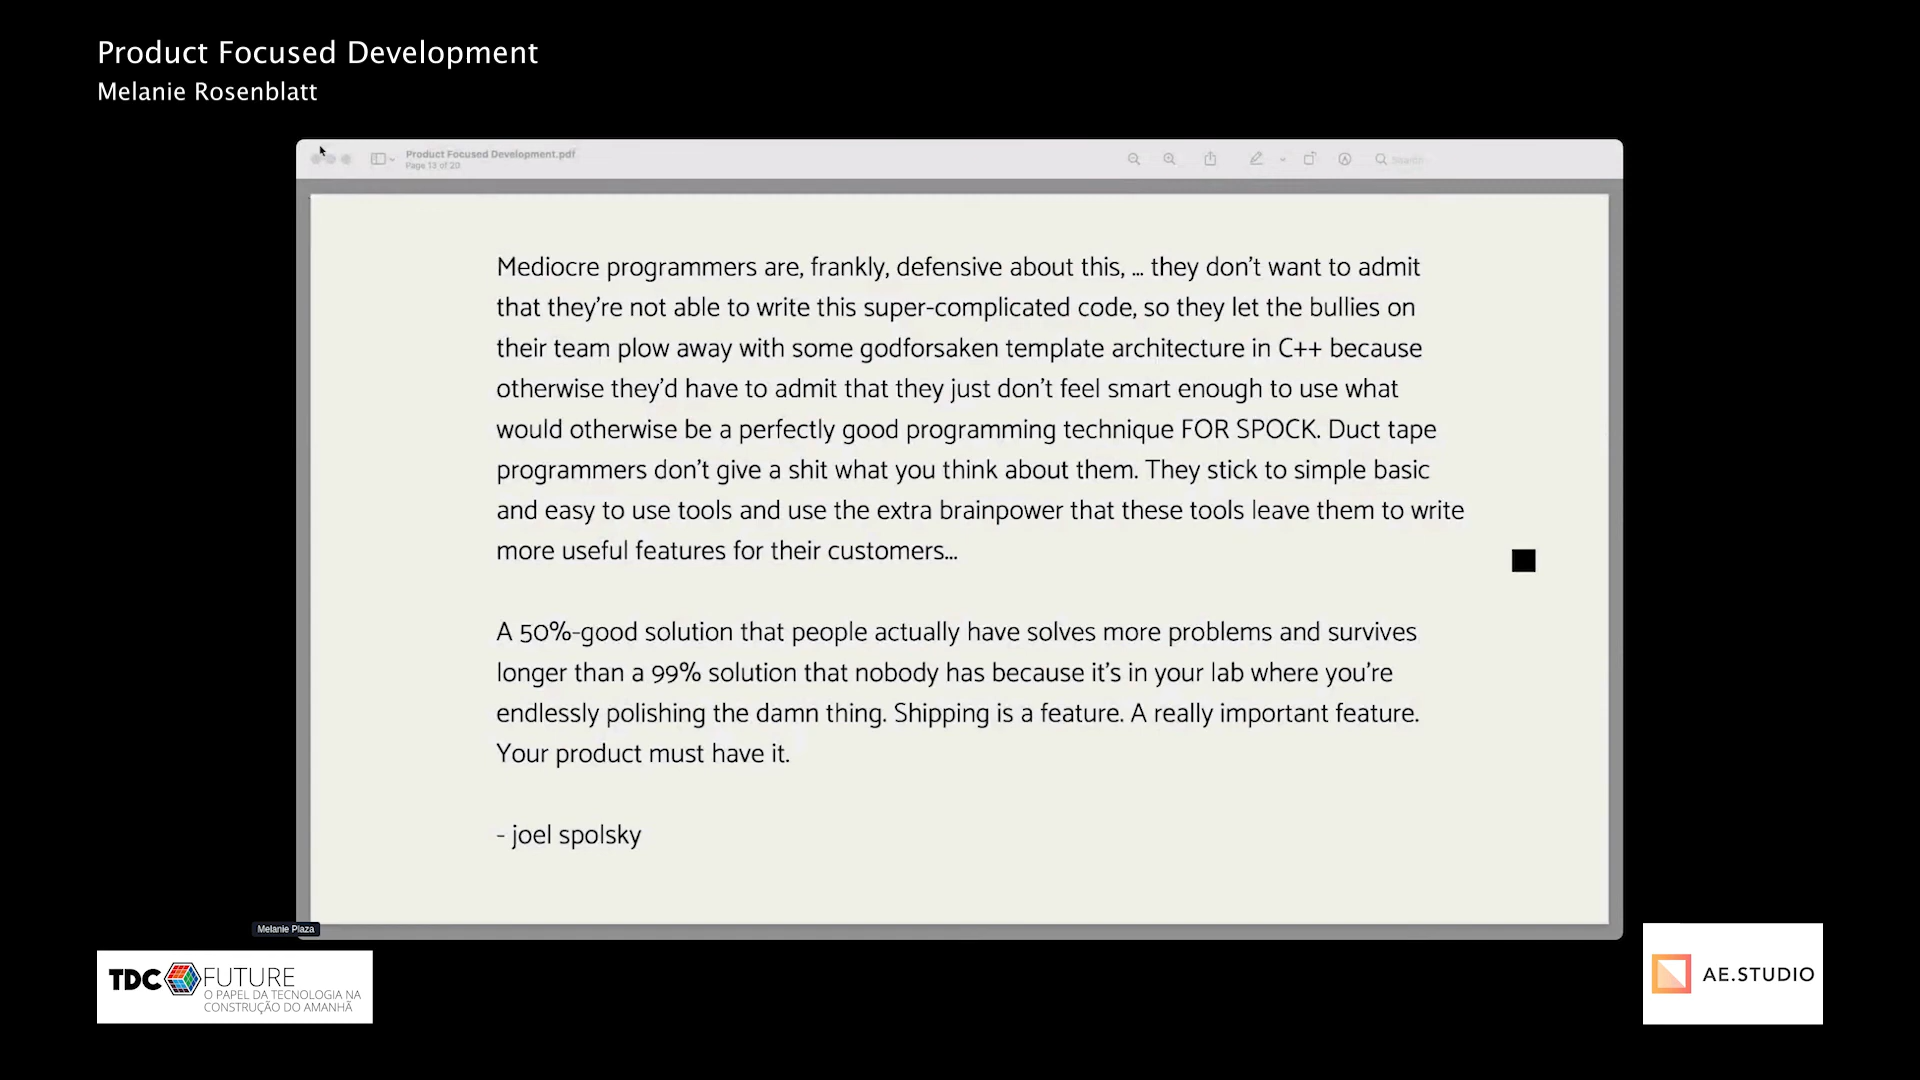 Product Focused Development
Melanie Rosenblatt
Product Focused Development.pdf
Page 13 of 20
Search
Mediocre programmers are, frankly, defensive about this, ... they don't want to admit
that they're not able to write this super-complicated code, so they let the bullies on
their team plow away with some godforsaken template architecture in C++ because
otherwise they'd have to admit that they just don't feel smart enough to use what
would otherwise be a perfectly good programming technique FOR SPOCK. Duct tape
programmers don't give a shit what you think about them. They stick to simple basic
and easy to use tools and use the extra brainpower that these tools leave them to write
more useful features for their customers...
A 50%-good solution that people actually have solves more problems and survives
longer than a 99% solution that nobody has because it's in your lab where you're
endlessly polishing the damn thing. Shipping is a feature. A really important feature.
Your product must have it.
- joel spolsky
Melanie Plaza
TDC FUTURE
O PAPEL DA TECNOLOGIA NA
CONSTRUÇÃO DO AMANHÃ
AE.STUDIO